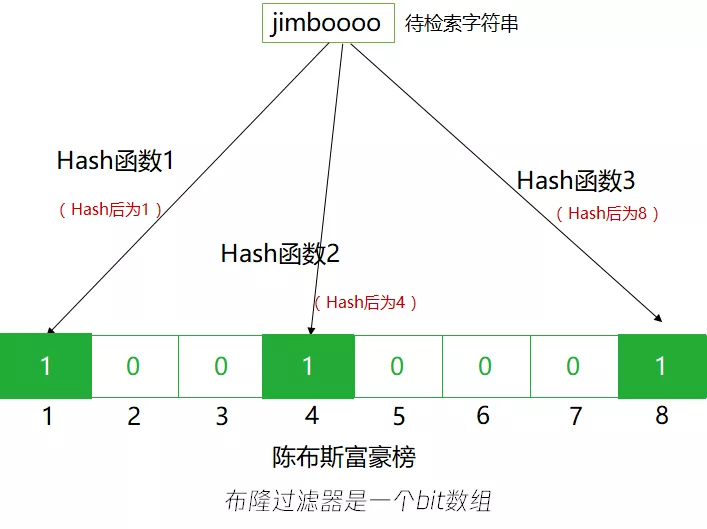 jimboooo 待检索字符串
Hash函数1
（Hash后为1）
Hash函数3
（Hash后为8）
Hash函数2
（Hash后为4）
1 0 0 1 0 0 0 1
1 2 3 4 5 6 7 8
陈布斯富豪榜
布隆过滤器是一个bit数组